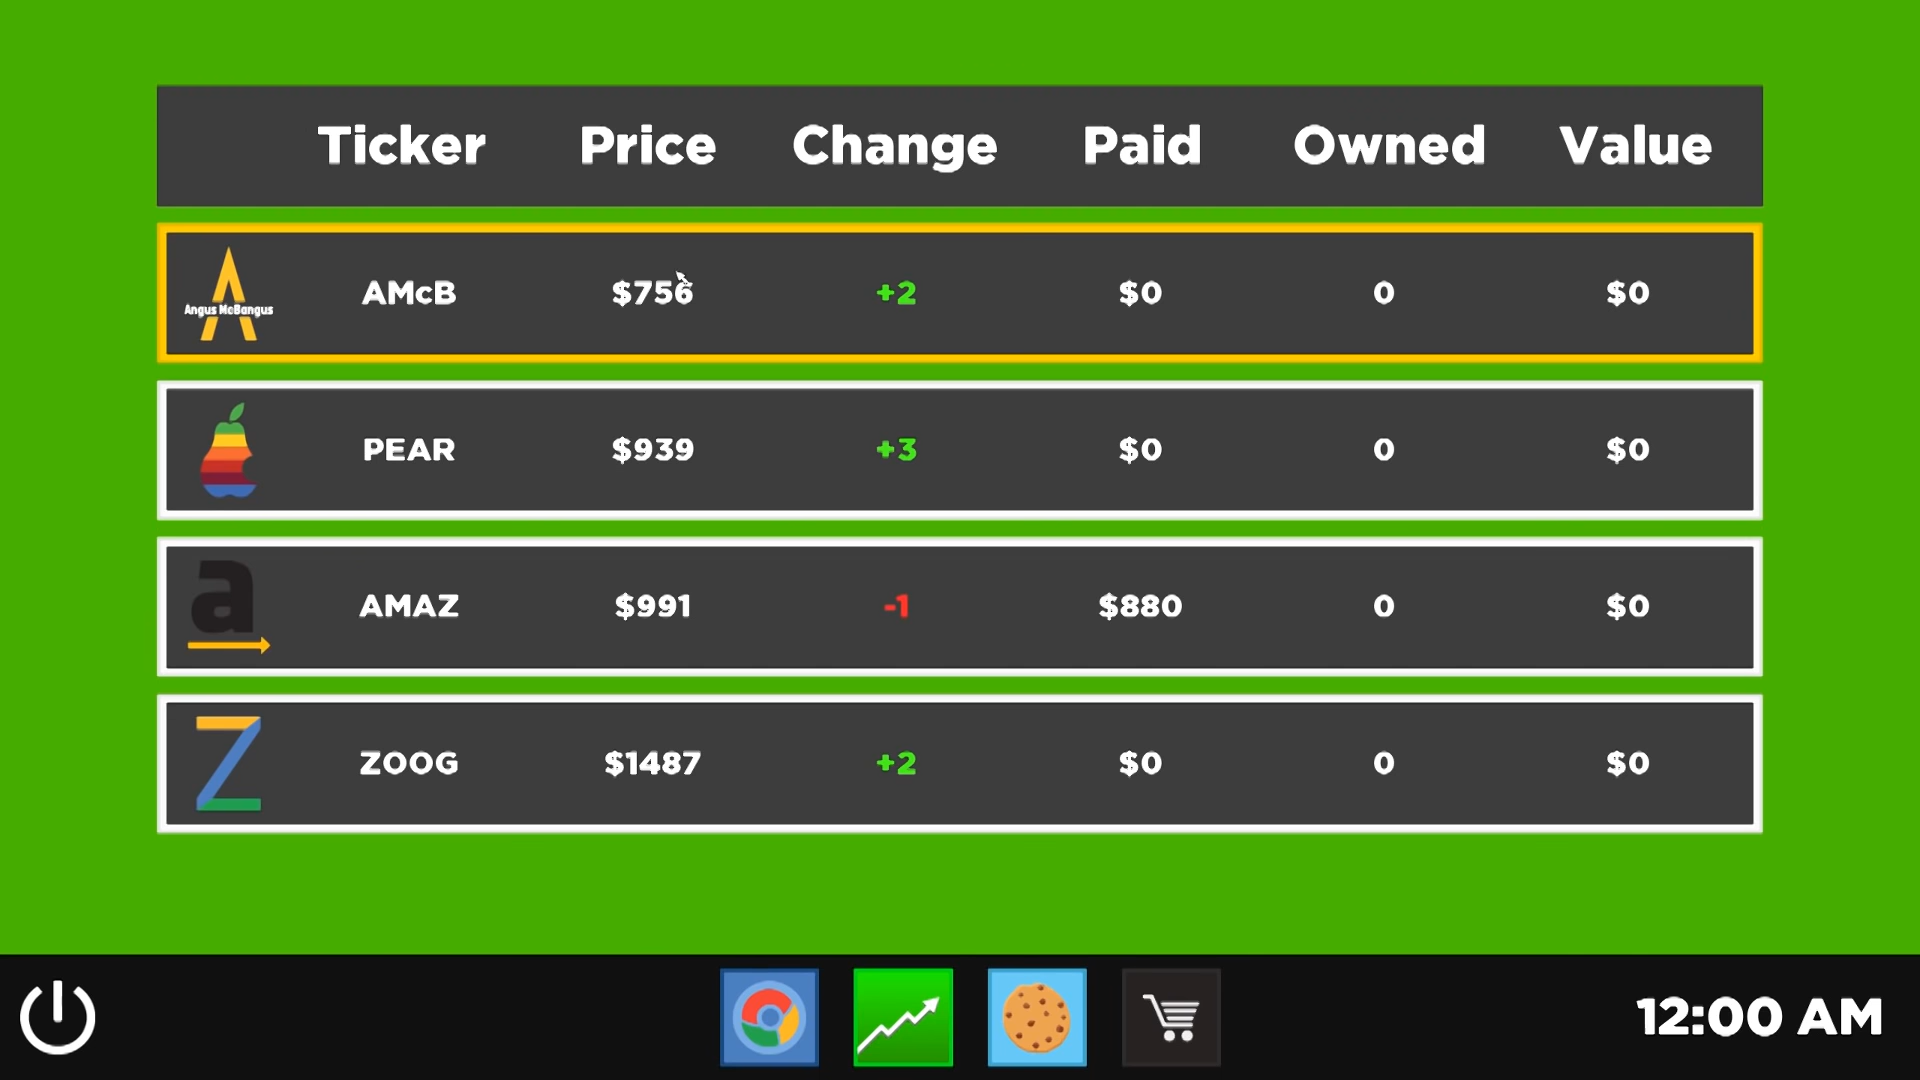 Ticker Price Change Paid Owned Value
Angus McBangus AMcB $756 +2 $0 0 $0
PEAR $939 +3 $0 0 $0
a AMAZ $991 -1 $880 0 $0
Z ZOOG $1487 +2 $0 0 $0
12:00 AM